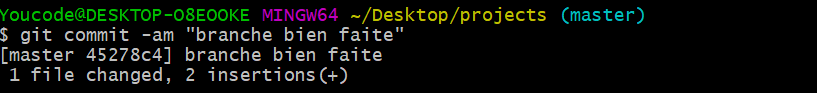 Youcode@DESKTOP-O8EOOKE MINGW64 ~/Desktop/projects (master)
$ git commit -am "branche bien faite"
[master 45278c4] branche bien faite
 1 file changed, 2 insertions(+)